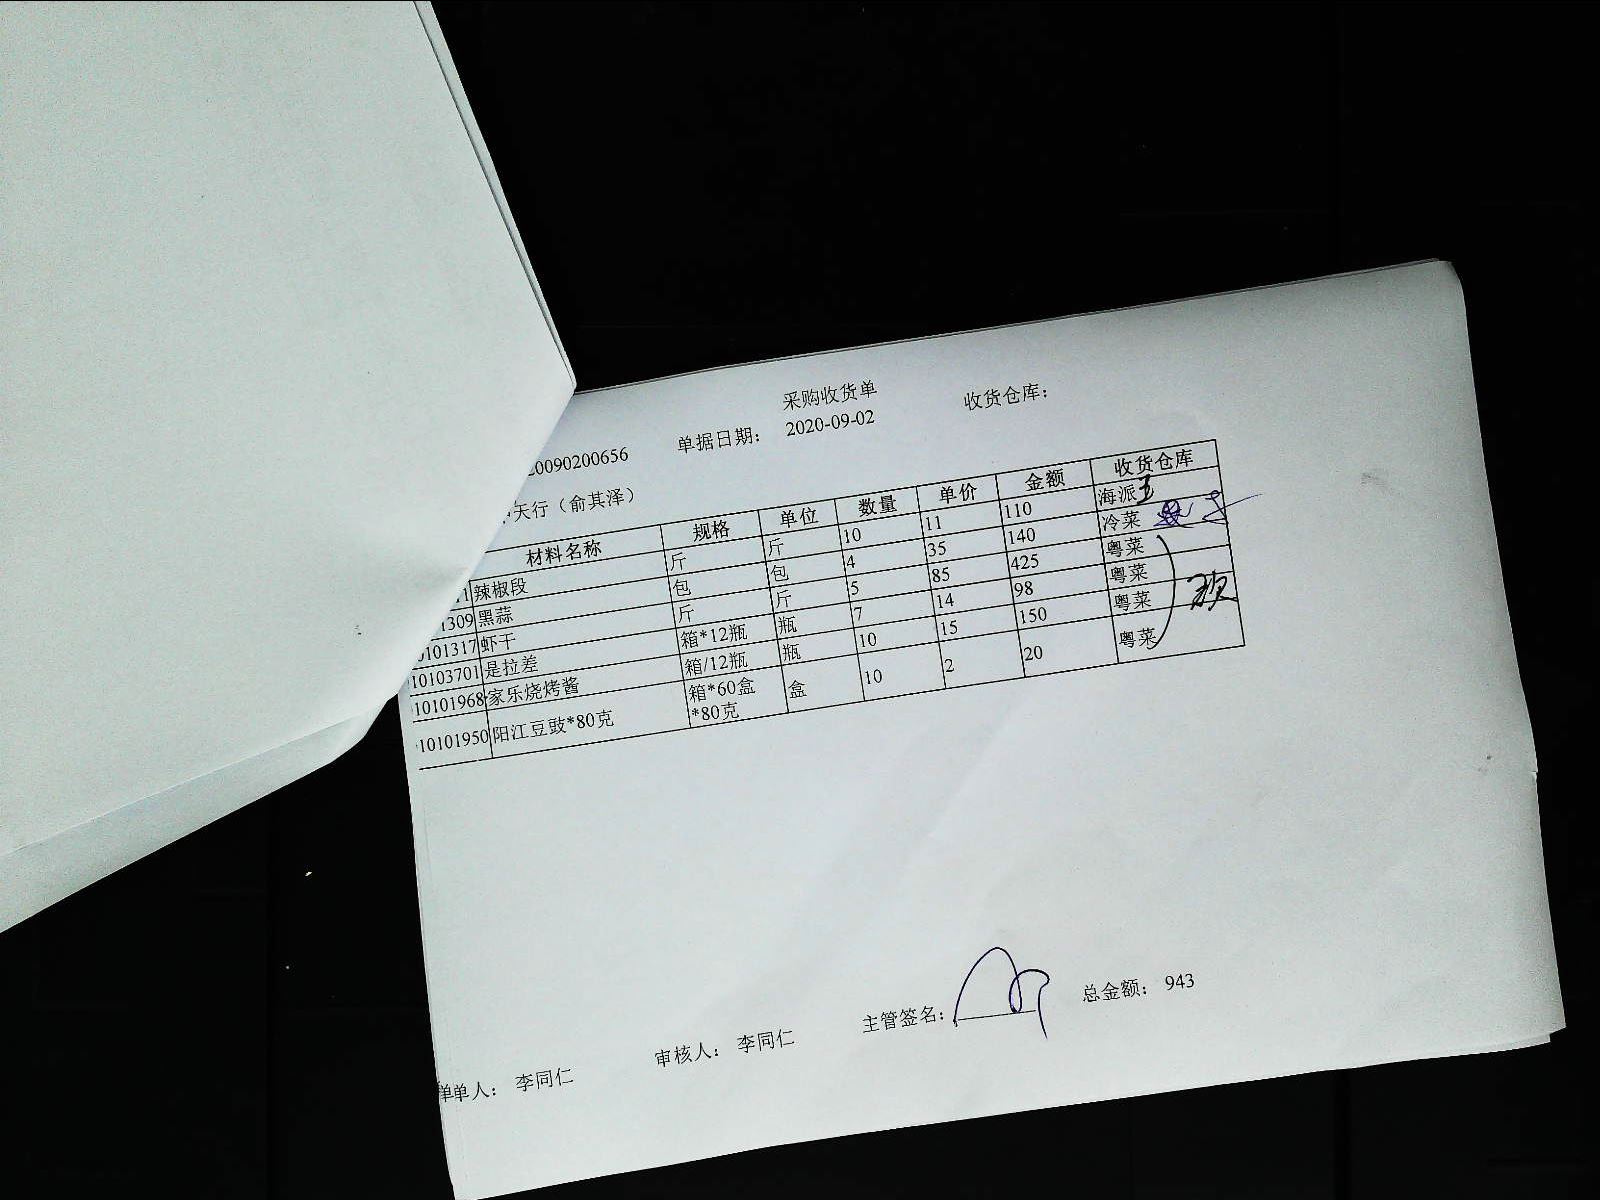 采购收货单
20090200656 单据日期： 2020-09-02 收货仓库：
天行（俞其泽）
材料名称 规格 单位 数量 单价 金额 收货仓库
11 辣椒段 斤 斤 10 11 110 海派
1309 黑蒜 包 包 4 35 140 冷菜
0101317 虾干 斤 斤 5 85 425 粤菜
10103701 是拉差 箱*12瓶 瓶 7 14 98 粤菜
10101968 家乐烧烤酱 箱/12瓶 瓶 10 15 150 粤菜
10101950 阳江豆豉*80克 箱*60盒 盒 10 2 20 粤菜
*80克
单人： 李同仁 审核人： 李同仁 主管签名： 总金额： 943